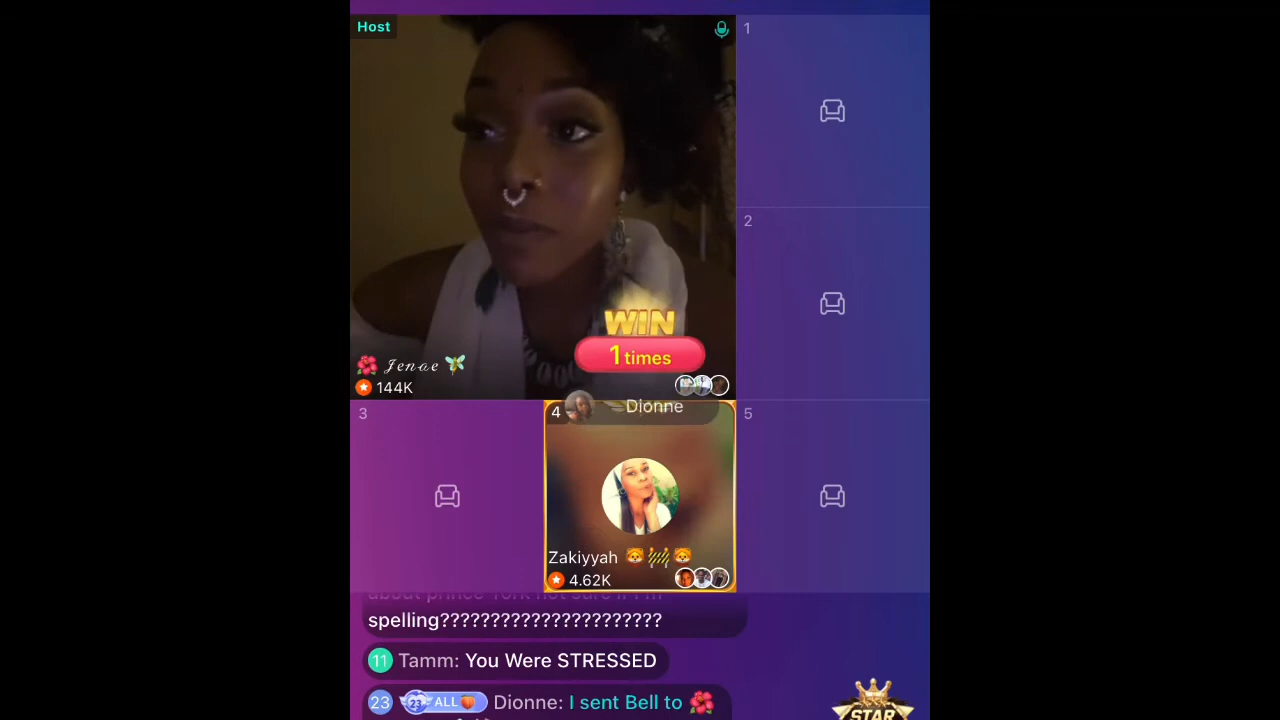 Host
1
WIN
1 times
🌺 𝒥𝑒𝓃𝒶𝑒 🧚
144K
2
3
4
Dionne
5
Zakiyyah 🐯🚧🐯
4.62K
spelling??????????????????????
11 Tamm: You Were STRESSED
23 23 ALL🍑 Dionne: I sent Bell to 🌺
STAR